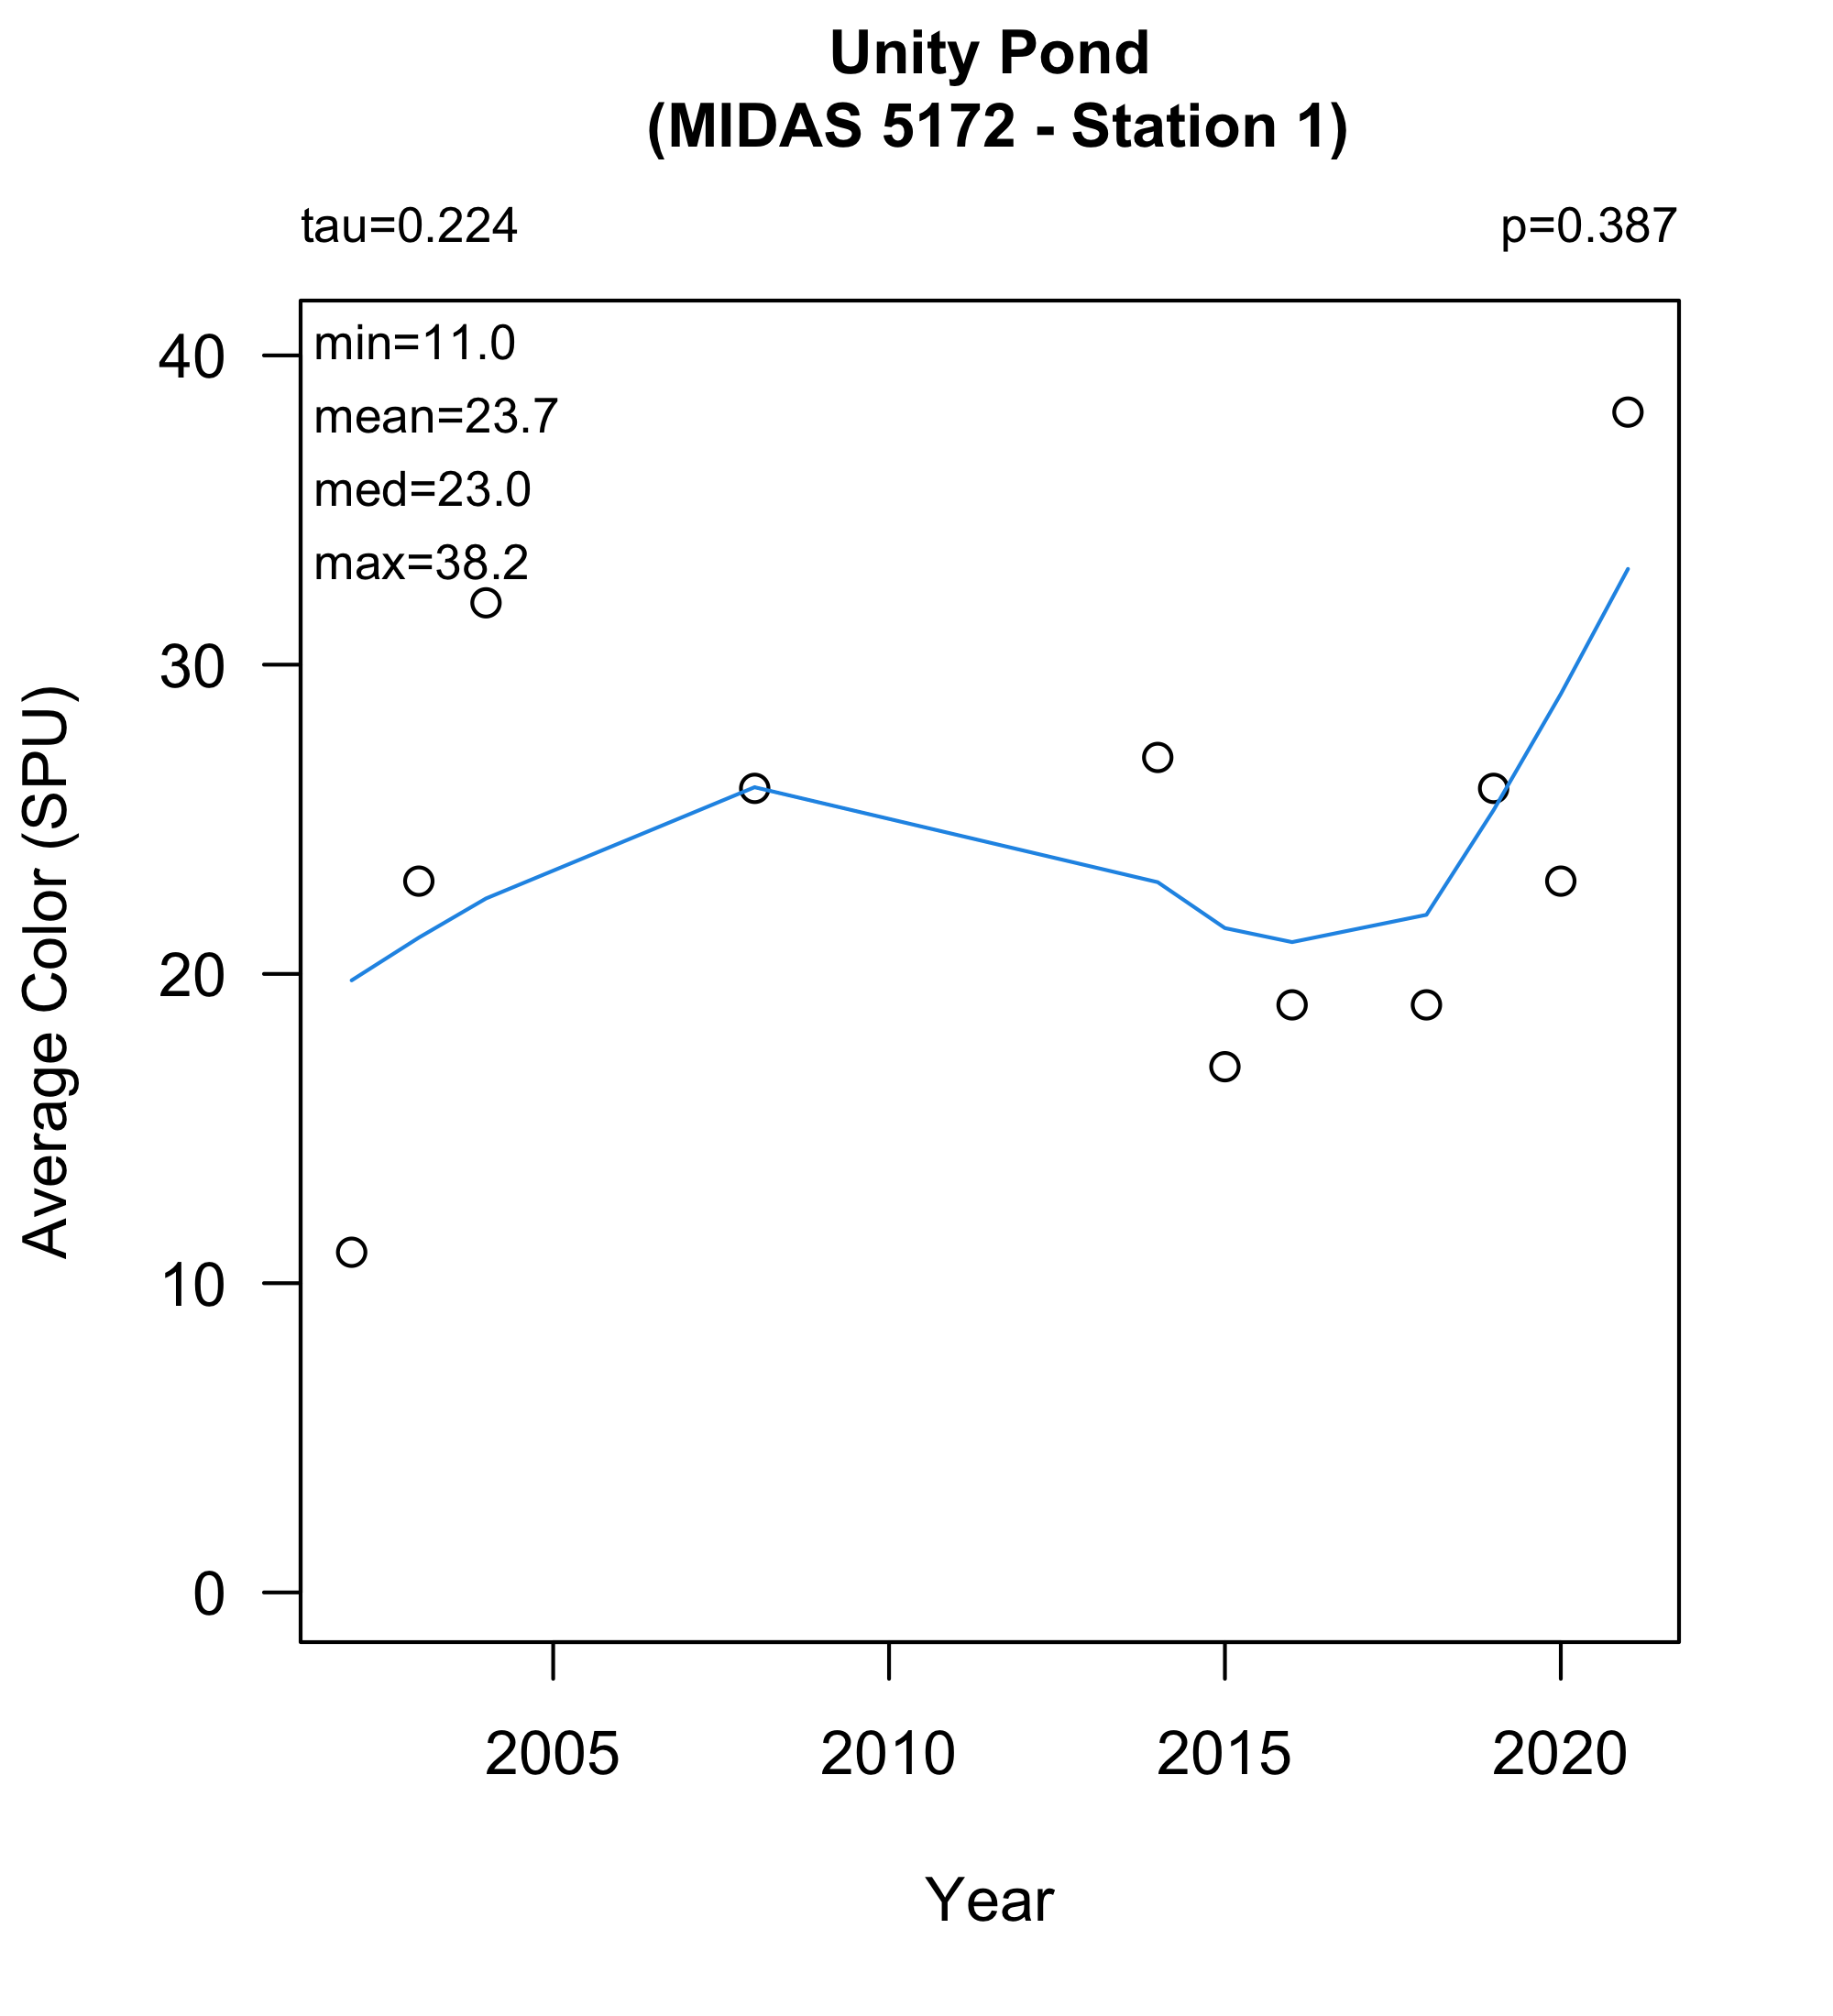 Unity Pond
(MIDAS 5172 - Station 1)
tau=0.224
p=0.387
min=11.0
mean=23.7
med=23.0
max=38.2
40
30
20
10
0
Average Color (SPU)
2005
2010
2015
2020
Year